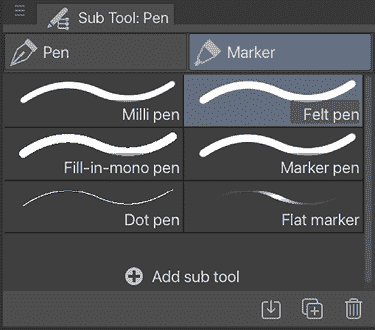 Sub Tool: Pen
Pen
Marker
Milli pen
Felt pen
Fill-in-mono pen
Marker pen
Dot pen
Flat marker
Add sub tool